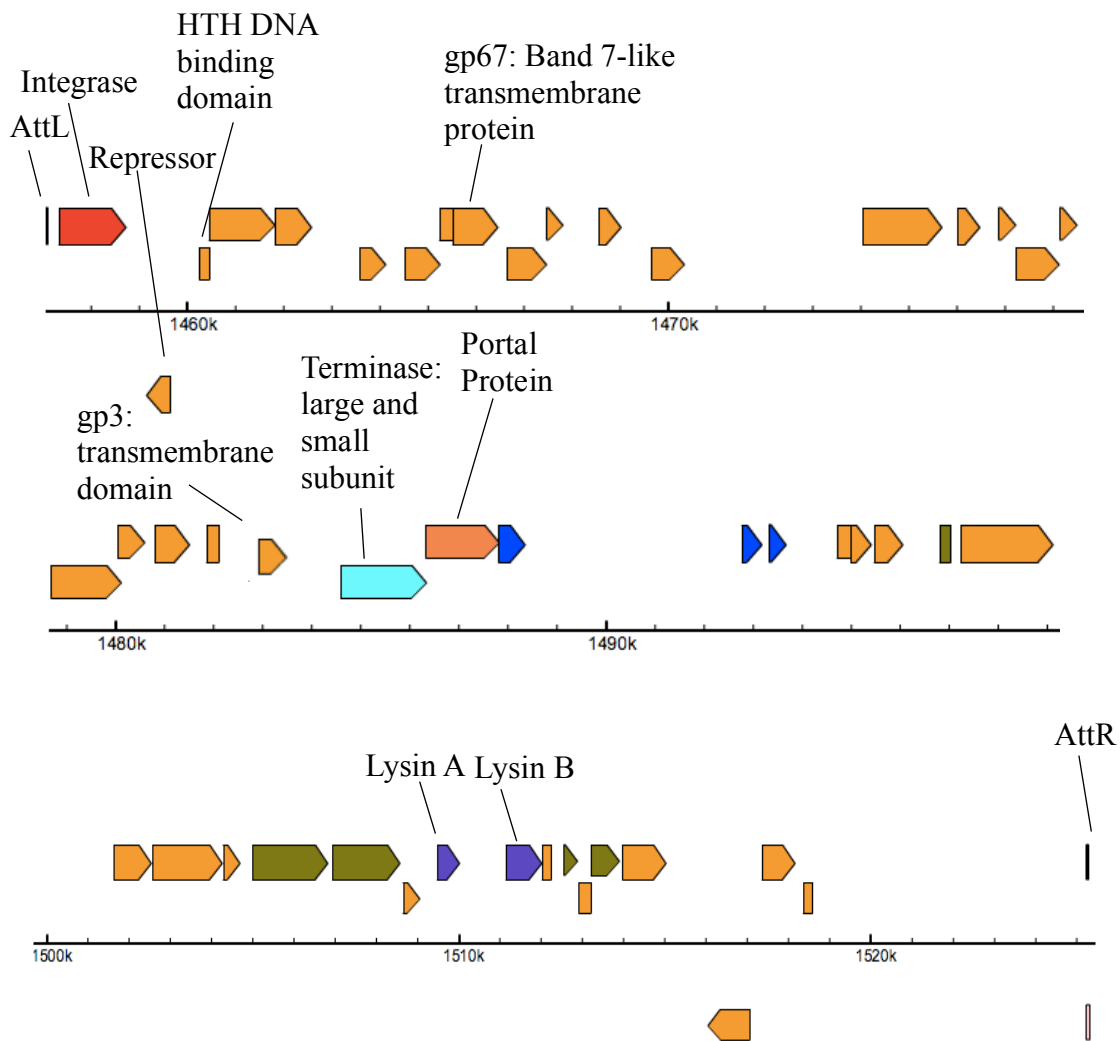 HTH DNA
binding
domain
gp67: Band 7-like
transmembrane
protein
Integrase
AttL
Repressor
1460k
1470k
gp3:
transmembrane
domain
Terminase:
large and
small
subunit
Portal
Protein
1480k
1490k
Lysin A
Lysin B
AttR
1500k
1510k
1520k